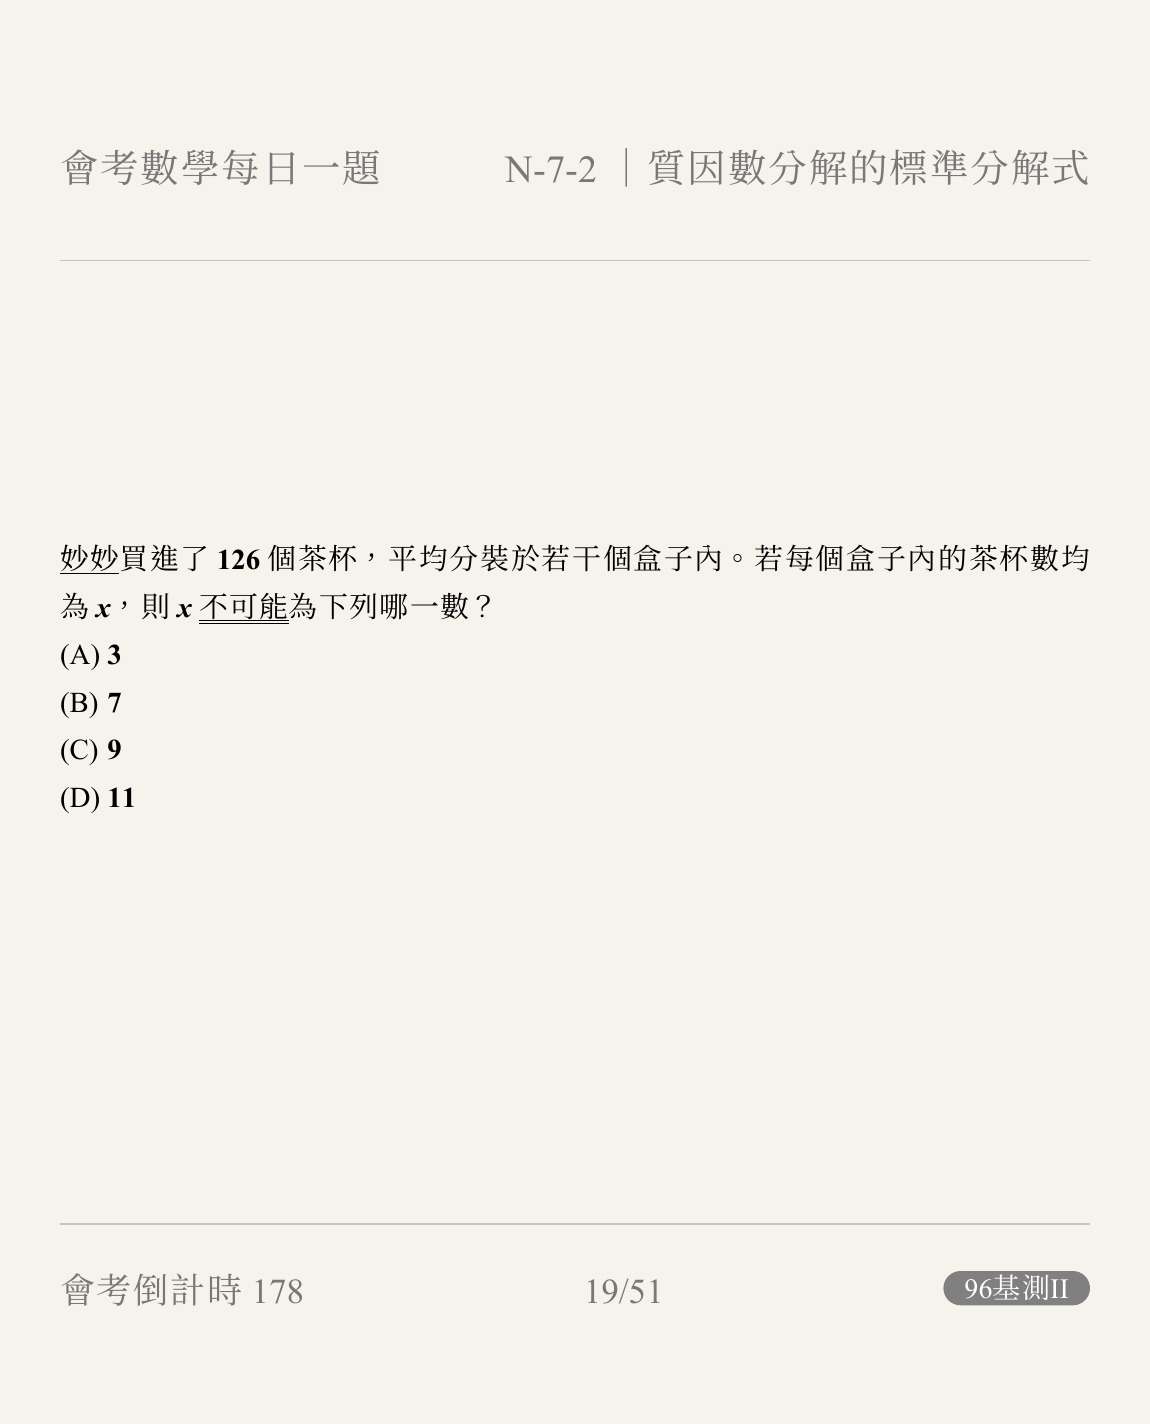 會考數學每日一題
N-7-2 ｜質因數分解的標準分解式
妙妙買進了 126 個茶杯，平均分裝於若干個盒子內。若每個盒子內的茶杯數均
為 x，則 x 不可能為下列哪一數？
(A) 3
(B) 7
(C) 9
(D) 11
會考倒計時 178
19/51
96基測II